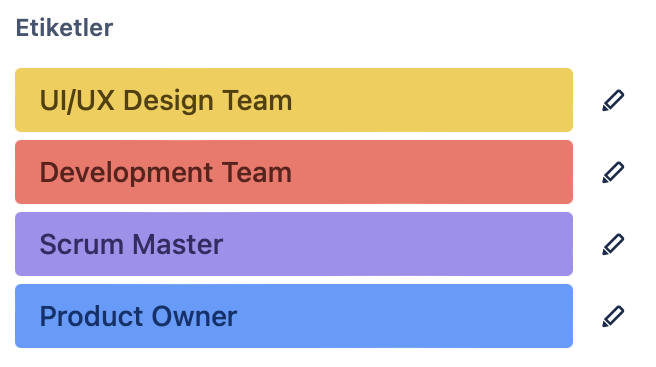 Etiketler
UI/UX Design Team
Development Team
Scrum Master
Product Owner